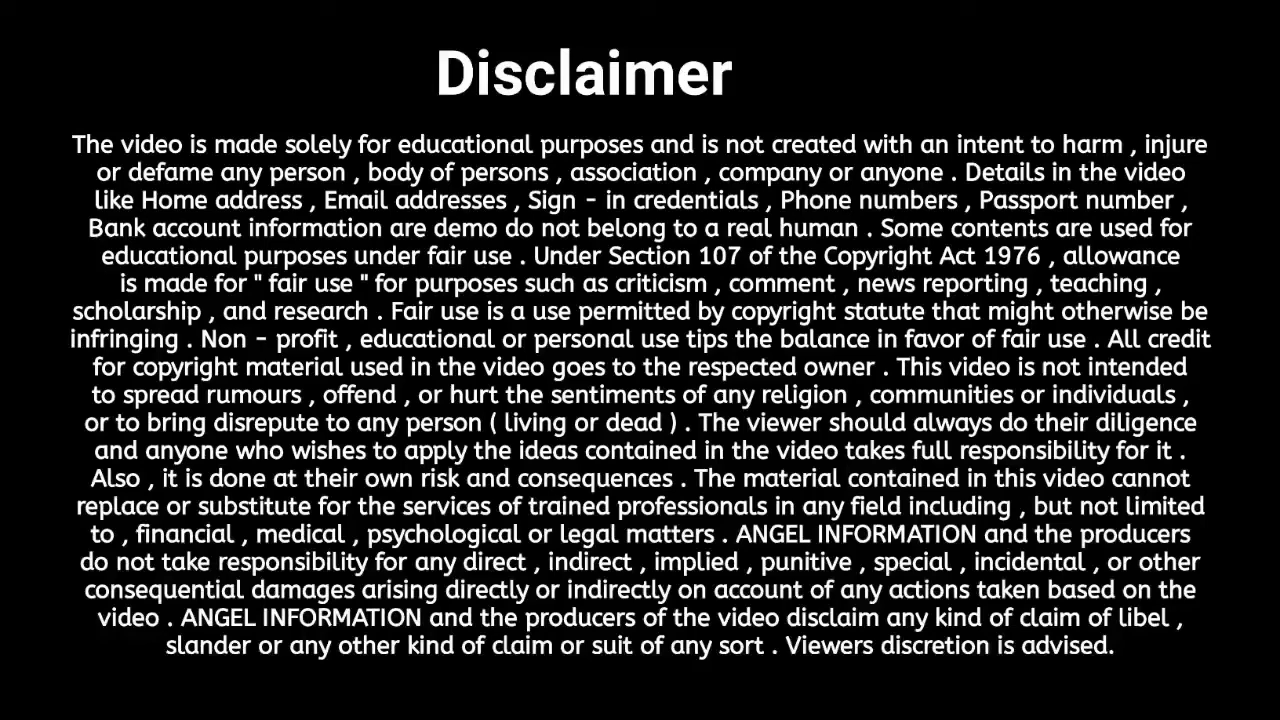 Disclaimer
The video is made solely for educational purposes and is not created with an intent to harm , injure
or defame any person , body of persons , association , company or anyone . Details in the video
like Home address , Email addresses , Sign - in credentials , Phone numbers , Passport number ,
Bank account information are demo do not belong to a real human . Some contents are used for
educational purposes under fair use . Under Section 107 of the Copyright Act 1976 , allowance
is made for " fair use " for purposes such as criticism , comment , news reporting , teaching ,
scholarship , and research . Fair use is a use permitted by copyright statute that might otherwise be
infringing . Non - profit , educational or personal use tips the balance in favor of fair use . All credit
for copyright material used in the video goes to the respected owner . This video is not intended
to spread rumours , offend , or hurt the sentiments of any religion , communities or individuals ,
or to bring disrepute to any person ( living or dead ) . The viewer should always do their diligence
and anyone who wishes to apply the ideas contained in the video takes full responsibility for it .
Also , it is done at their own risk and consequences . The material contained in this video cannot
replace or substitute for the services of trained professionals in any field including , but not limited
to , financial , medical , psychological or legal matters . ANGEL INFORMATION and the producers
do not take responsibility for any direct , indirect , implied , punitive , special , incidental , or other
consequential damages arising directly or indirectly on account of any actions taken based on the
video . ANGEL INFORMATION and the producers of the video disclaim any kind of claim of libel ,
slander or any other kind of claim or suit of any sort . Viewers discretion is advised.